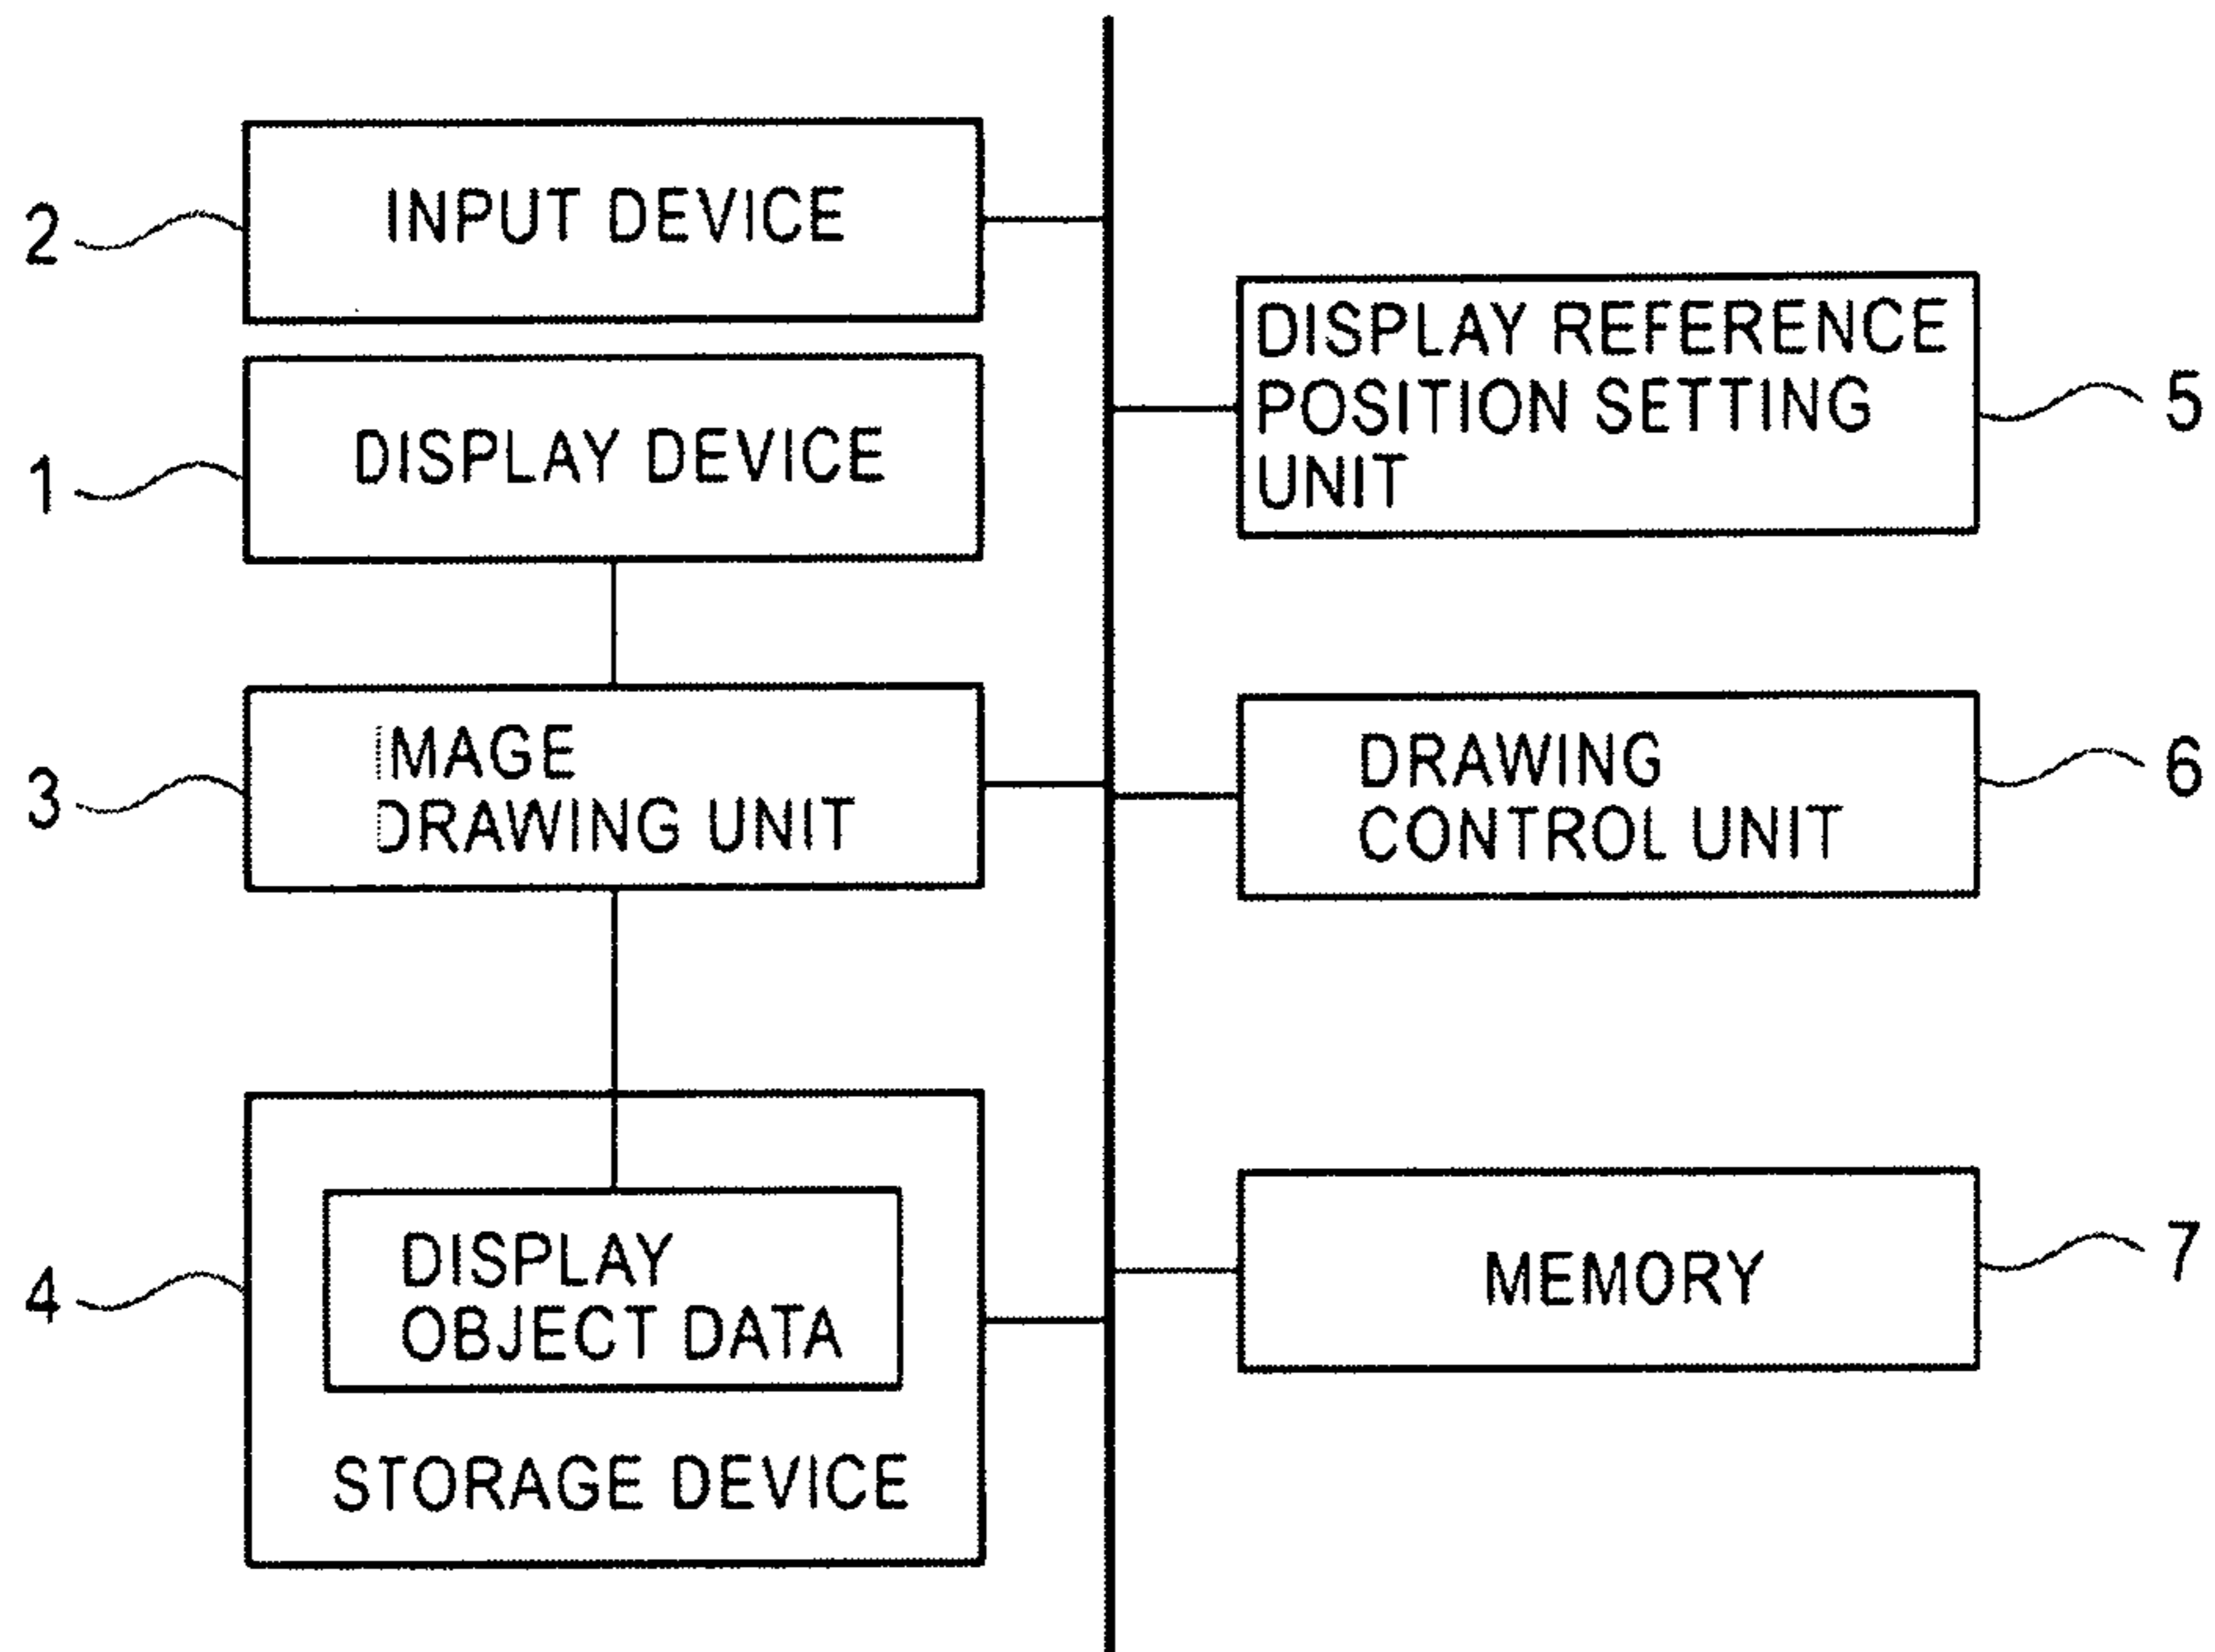 2
INPUT DEVICE
1
DISPLAY DEVICE
3
IMAGE
DRAWING UNIT
4
DISPLAY
OBJECT DATA
STORAGE DEVICE
DISPLAY REFERENCE
POSITION SETTING
UNIT
5
DRAWING
CONTROL UNIT
6
MEMORY
7